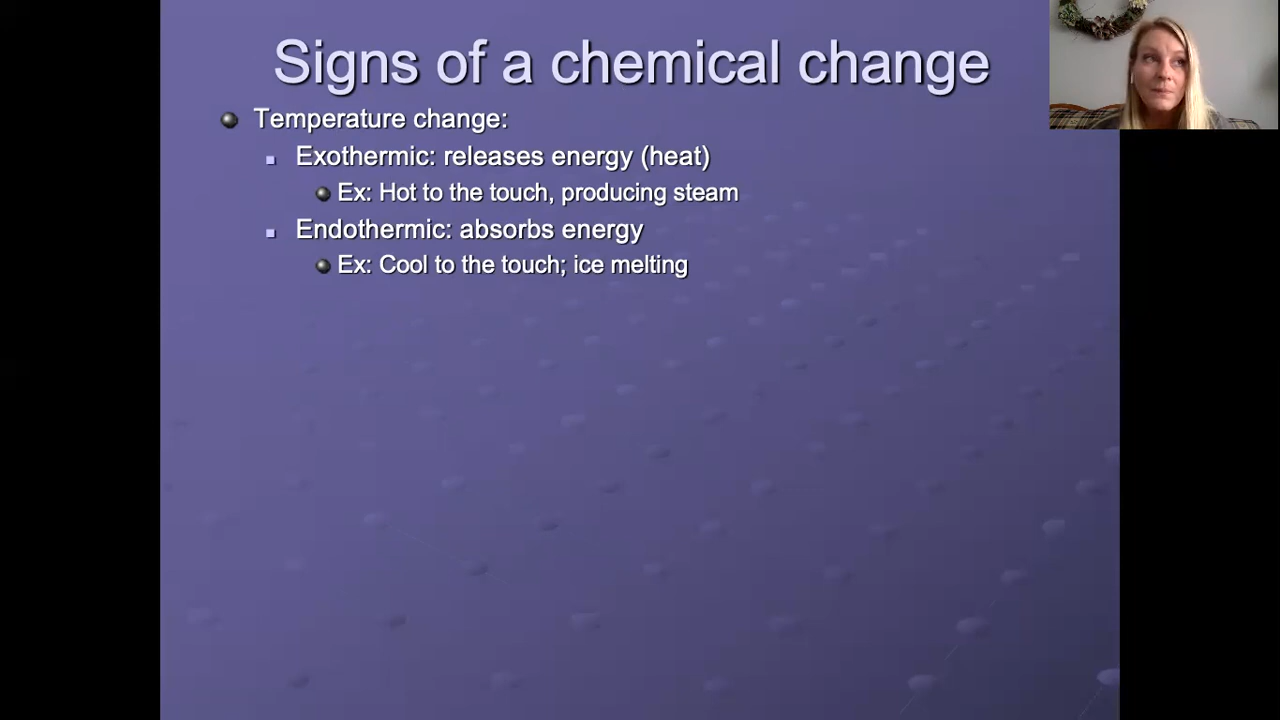 Signs of a chemical change
Temperature change:
Exothermic: releases energy (heat)
Ex: Hot to the touch, producing steam
Endothermic: absorbs energy
Ex: Cool to the touch; ice melting